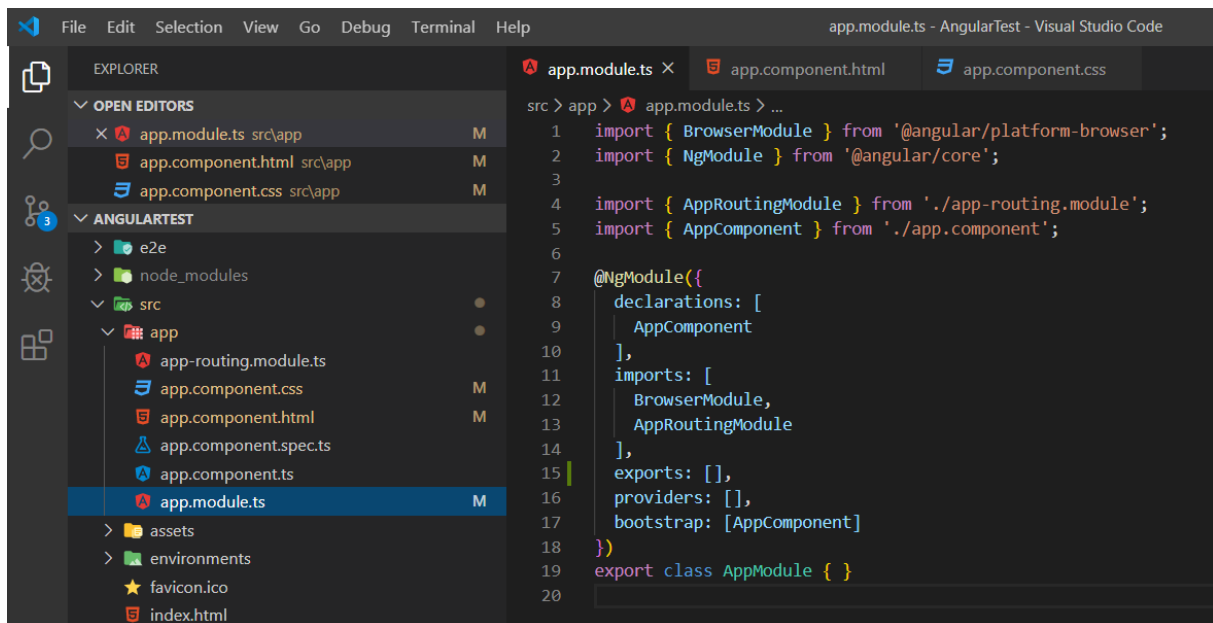 File Edit Selection View Go Debug Terminal Help
app.module.ts - AngularTest - Visual Studio Code
EXPLORER
OPEN EDITORS
app.module.ts src\app M
app.component.html src\app M
app.component.css src\app M
ANGULARTEST
e2e
node_modules
src
app
app-routing.module.ts
app.component.css M
app.component.html M
app.component.spec.ts
app.component.ts
app.module.ts M
assets
environments
favicon.ico
index.html
3
app.module.ts
app.component.html
app.component.css
src > app > app.module.ts > ...
1 import { BrowserModule } from '@angular/platform-browser';
2 import { NgModule } from '@angular/core';
3
4 import { AppRoutingModule } from './app-routing.module';
5 import { AppComponent } from './app.component';
6
7 @NgModule({
8 declarations: [
9 AppComponent
10 ],
11 imports: [
12 BrowserModule,
13 AppRoutingModule
14 ],
15 exports: [],
16 providers: [],
17 bootstrap: [AppComponent]
18 })
19 export class AppModule { }
20